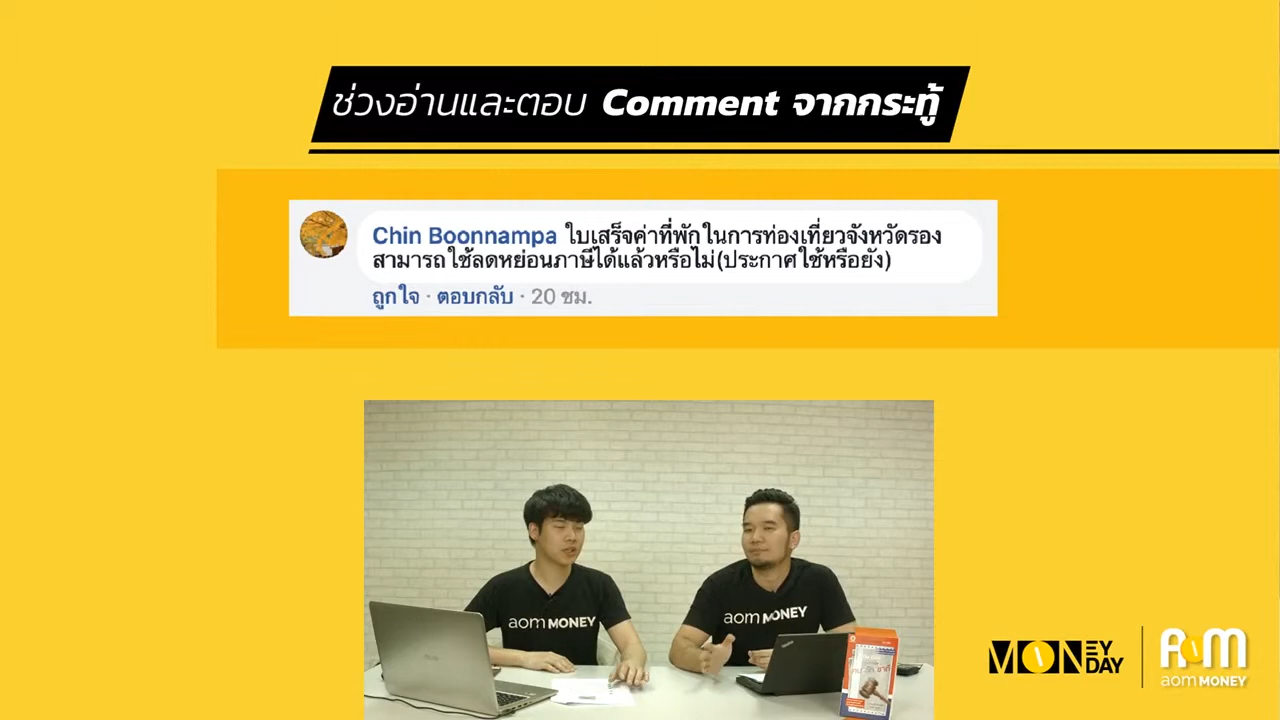 ช่วงอ่านและตอบ Comment จากกระทู้
Chin Boonnampa ใบเสร็จค่าที่พักในการท่องเที่ยวจังหวัดรอง
สามารถใช้ลดหย่อนภาษีได้แล้วหรือไม่(ประกาศใช้หรือยัง)
ถูกใจ · ตอบกลับ · 20 ชม.
aom MONEY
aom MONEY
MONEY
DAY
AOM
aom MONEY